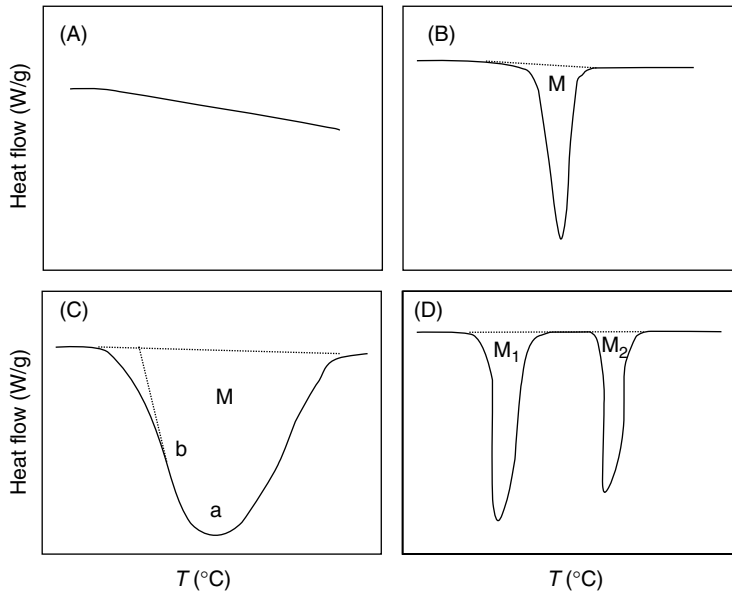 (A)
Heat flow (W/g)
(B)
M
(C)
M
b
a
Heat flow (W/g)
T (°C)
(D)
M₁
M₂
T (°C)